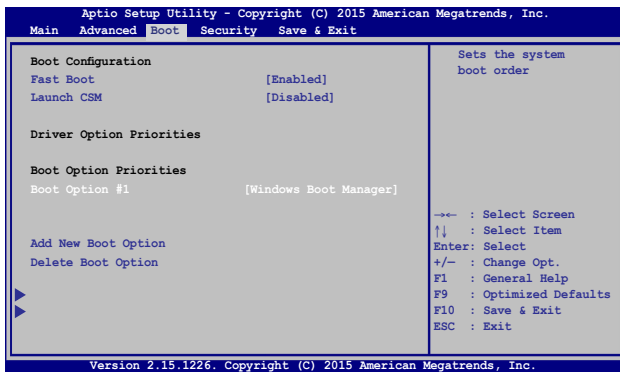 Aptio Setup Utility - Copyright (C) 2015 American Megatrends, Inc.
Main Advanced Boot Security Save & Exit
Boot Configuration
Fast Boot [Enabled]
Launch CSM [Disabled]
Driver Option Priorities
Boot Option Priorities
Boot Option #1 [Windows Boot Manager]
Add New Boot Option
Delete Boot Option
Sets the system
boot order
→← : Select Screen
↑↓ : Select Item
Enter: Select
+/— : Change Opt.
F1 : General Help
F9 : Optimized Defaults
F10 : Save & Exit
ESC : Exit
Version 2.15.1226. Copyright (C) 2015 American Megatrends, Inc.